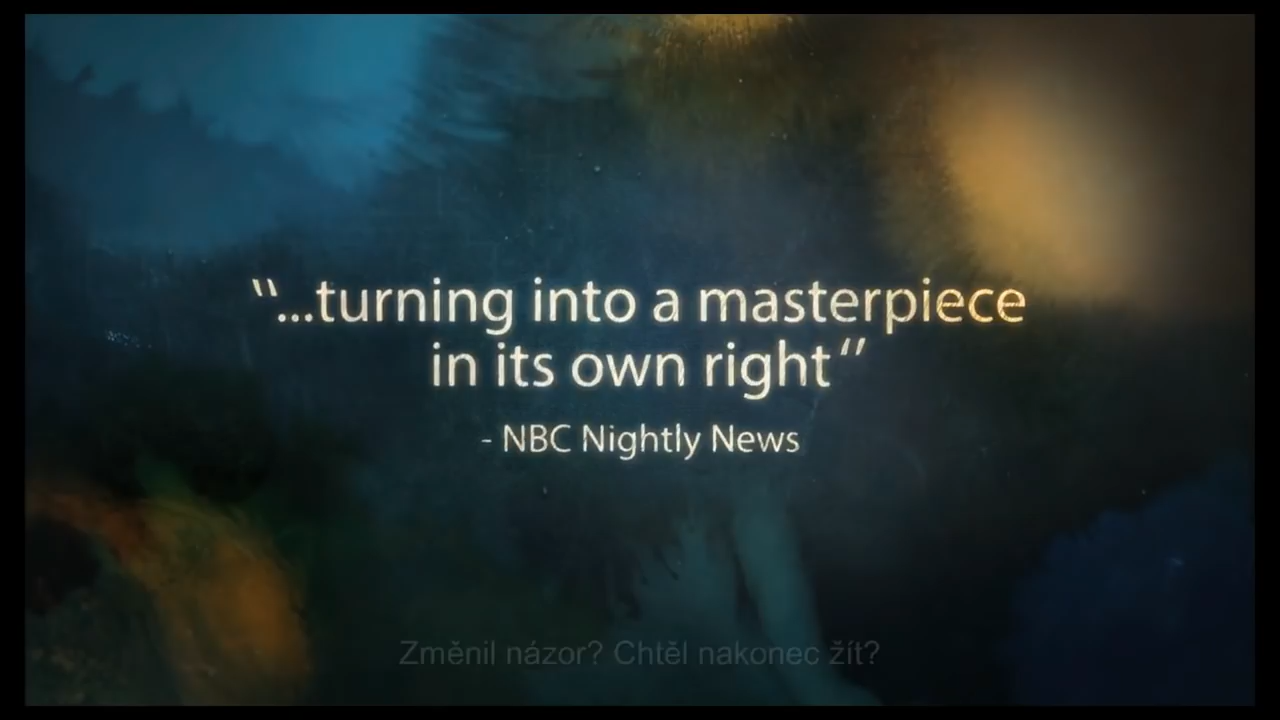 “...turning into a masterpiece
in its own right”
- NBC Nightly News
Změnil názor? Chtěl nakonec žít?